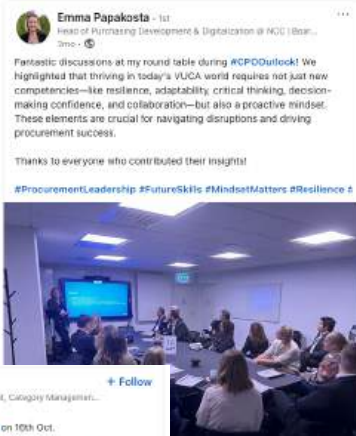 Emma Papakosta · 1st
Head of Purchasing Development & Digitalization @ NCC | Boar...
3mo ·
Fantastic discussions at my round table during #CPOOutlook! We
highlighted that thriving in today's VUCA world requires not just new
competencies—like resilience, adaptability, critical thinking, decision-
making confidence, and collaboration—but also a proactive mindset.
These elements are crucial for navigating disruptions and driving
procurement success.
Thanks to everyone who contributed their insights!
#ProcurementLeadership #FutureSkills #MindsetMatters #Resilience #
+ Follow
t, Category Managemen...
on 16th Oct.